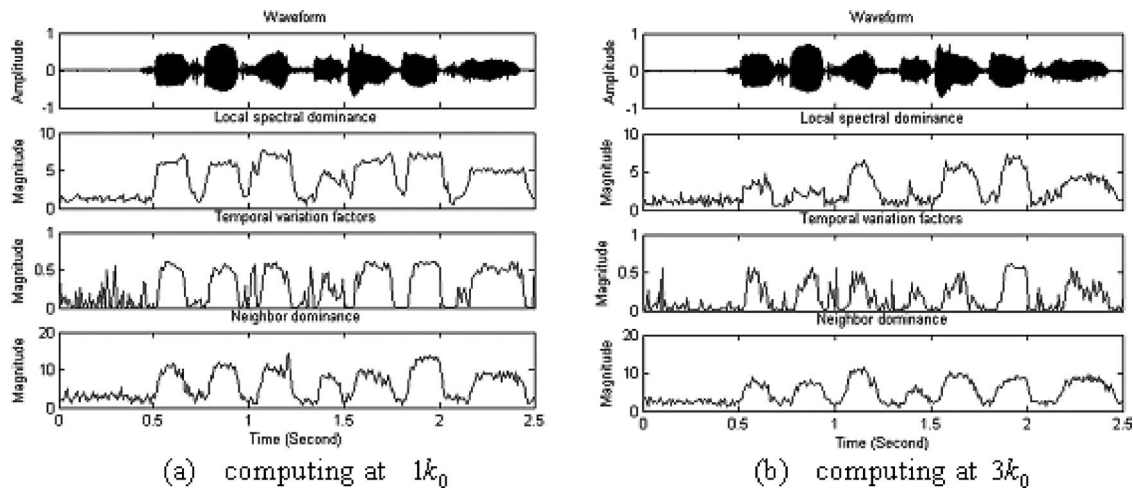 Waveform
Amplitude
1
0
-1
Local spectral dominance
Magnitude
10
5
0
Temporal variation factors
Magnitude
1
0.5
0
Neighbor dominance
Magnitude
20
10
0
0 0.5 1 1.5 2 2.5
Time (Second)
(a) computing at 1k₀
Waveform
Amplitude
1
0
-1
Local spectral dominance
Magnitude
10
5
0
Temporal variation factors
Magnitude
1
0.5
0
Neighbor dominance
Magnitude
20
10
0
0 0.5 1 1.5 2 2.5
Time (Second)
(b) computing at 3k₀